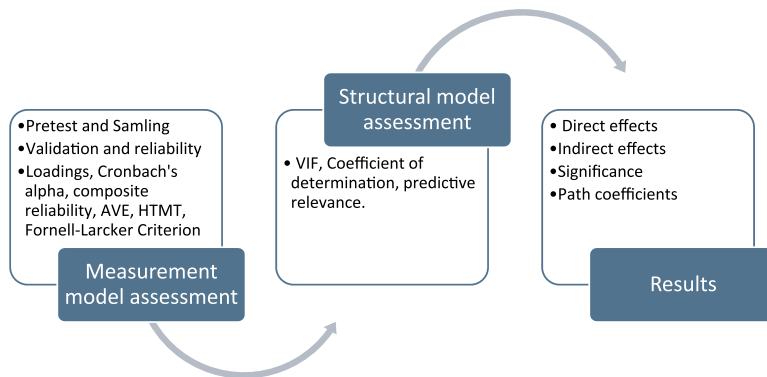 •Pretest and Samling
•Validation and reliability
•Loadings, Cronbach's
alpha, composite
reliability, AVE, HTMT,
Fornell-Larcker Criterion
Measurement
model assessment
Structural model
assessment
• VIF, Coefficient of
determination, predictive
relevance.
• Direct effects
•Indirect effects
•Significance
•Path coefficients
Results